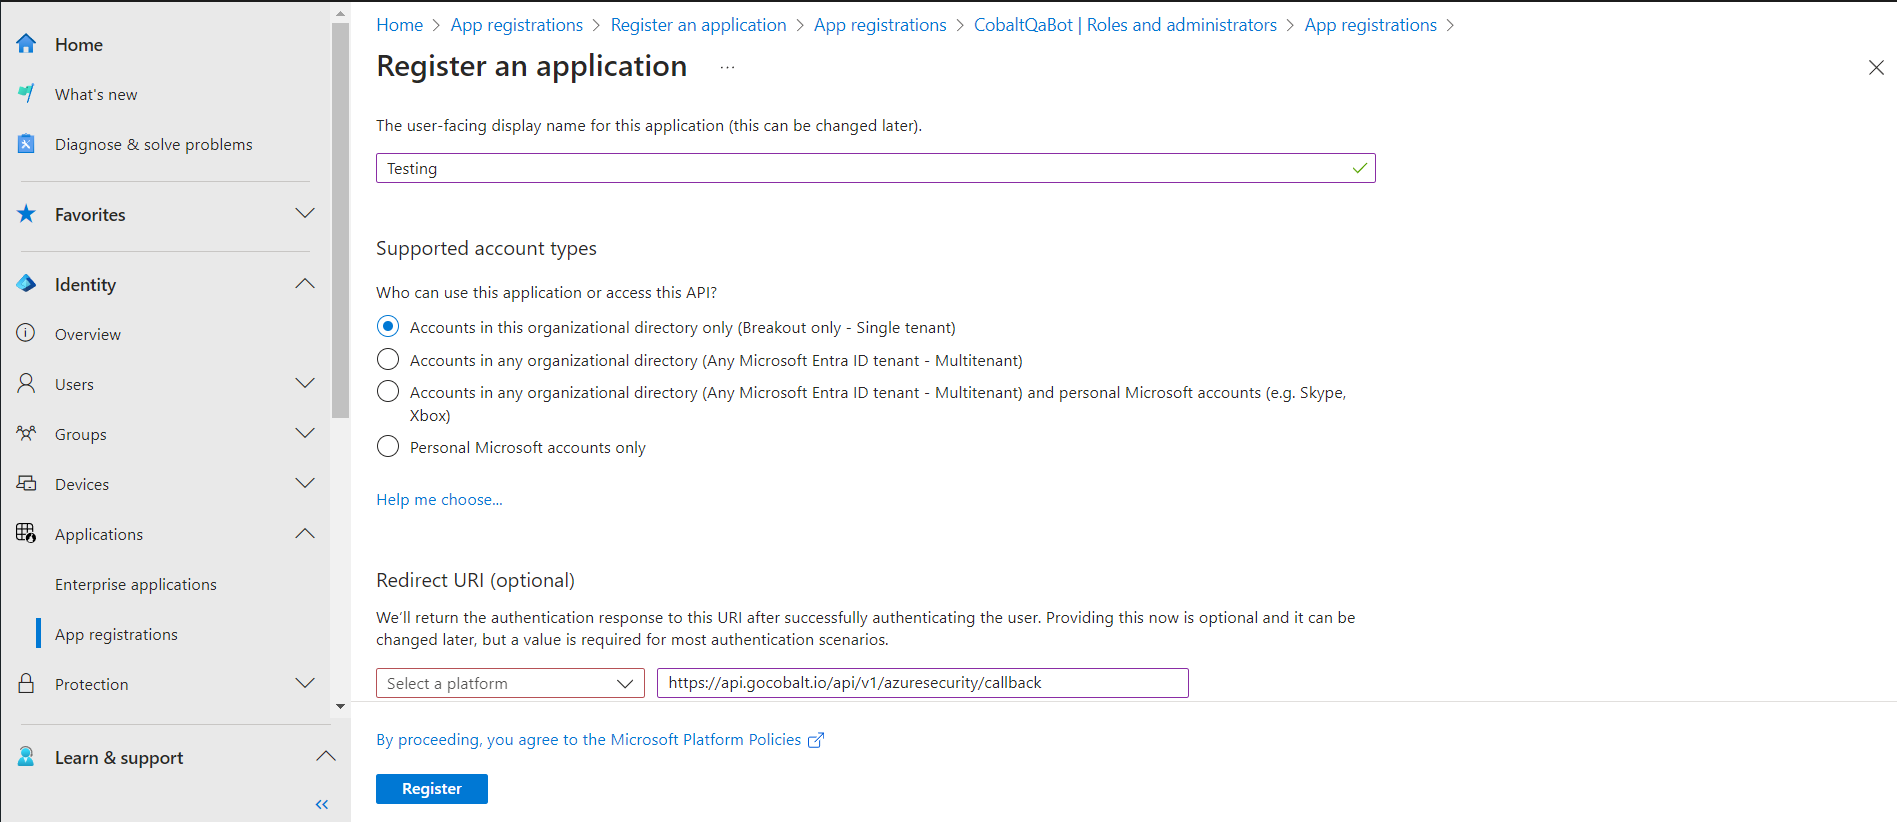 Home
What's new
Diagnose & solve problems
Favorites
Identity
Overview
Users
Groups
Devices
Applications
Enterprise applications
App registrations
Protection
Learn & support
Home > App registrations > Register an application > App registrations > CobaltQaBot | Roles and administrators > App registrations >
Register an application ...
The user-facing display name for this application (this can be changed later).
Testing
Supported account types
Who can use this application or access this API?
Accounts in this organizational directory only (Breakout only - Single tenant)
Accounts in any organizational directory (Any Microsoft Entra ID tenant - Multitenant)
Accounts in any organizational directory (Any Microsoft Entra ID tenant - Multitenant) and personal Microsoft accounts (e.g. Skype,
Xbox)
Personal Microsoft accounts only
Help me choose...
Redirect URI (optional)
We’ll return the authentication response to this URI after successfully authenticating the user. Providing this now is optional and it can be
changed later, but a value is required for most authentication scenarios.
Select a platform
https://api.gocobalt.io/api/v1/azuresecurity/callback
By proceeding, you agree to the Microsoft Platform Policies
Register